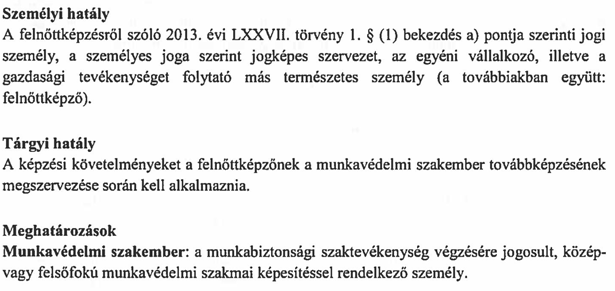 Személyi hatály
A felnőttképzésről szóló 2013. évi LXXVII. törvény 1. § (1) bekezdés a) pontja szerinti jogi
személy, a személyes joga szerint jogképes szervezet, az egyéni vállalkozó, illetve a
gazdasági tevékenységet folytató más természetes személy (a továbbiakban együtt:
felnőttképző).
Tárgyi hatály
A képzési követelményeket a felnőttképzőnek a munkavédelmi szakember továbbképzésének
megszervezése során kell alkalmaznia.
Meghatározások
Munkavédelmi szakember: a munkabiztonsági szaktevékenység végzésére jogosult, közép-
vagy felsőfokú munkavédelmi szakmai képesítéssel rendelkező személy.